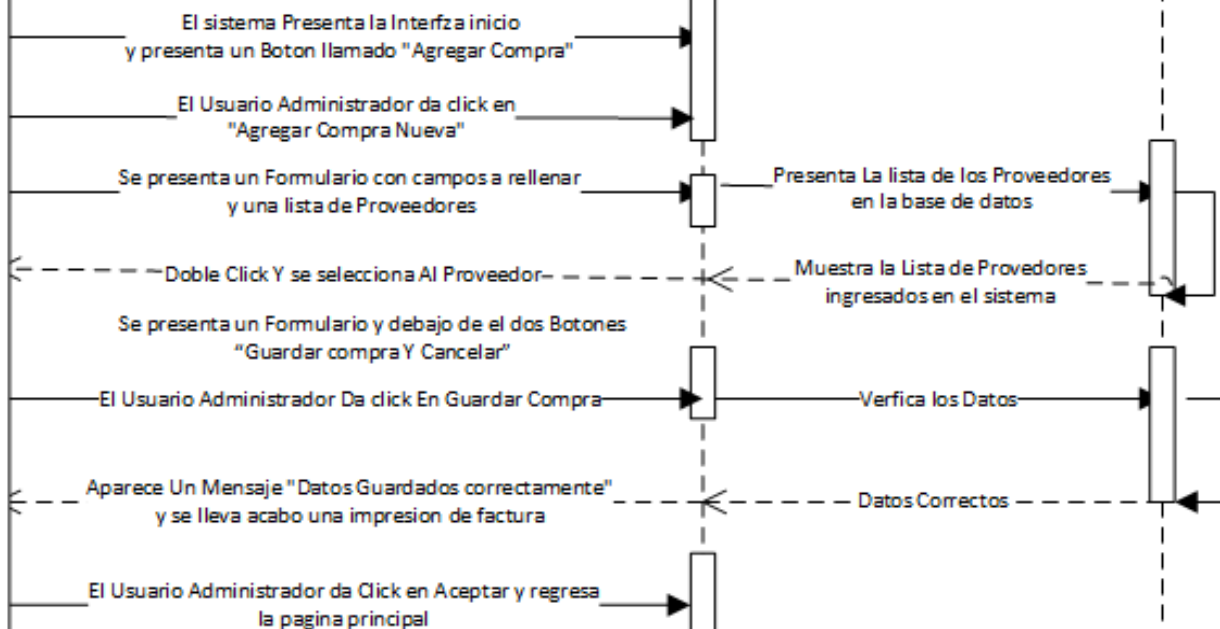 El sistema Presenta la Interfza inicio
y presenta un Boton llamado "Agregar Compra"
El Usuario Administrador da click en
"Agregar Compra Nueva"
Se presenta un Formulario con campos a rellenar
y una lista de Proveedores
Presenta La lista de los Proveedores
en la base de datos
Doble Click Y se selecciona Al Proveedor
Muestra la Lista de Provedores
ingresados en el sistema
Se presenta un Formulario y debajo de el dos Botones
"Guardar compra Y Cancelar"
El Usuario Administrador Da click En Guardar Compra
Verfica los Datos
Aparece Un Mensaje "Datos Guardados correctamente"
y se lleva acabo una impresion de factura
Datos Correctos
El Usuario Administrador da Click en Aceptar y regresa
la pagina principal